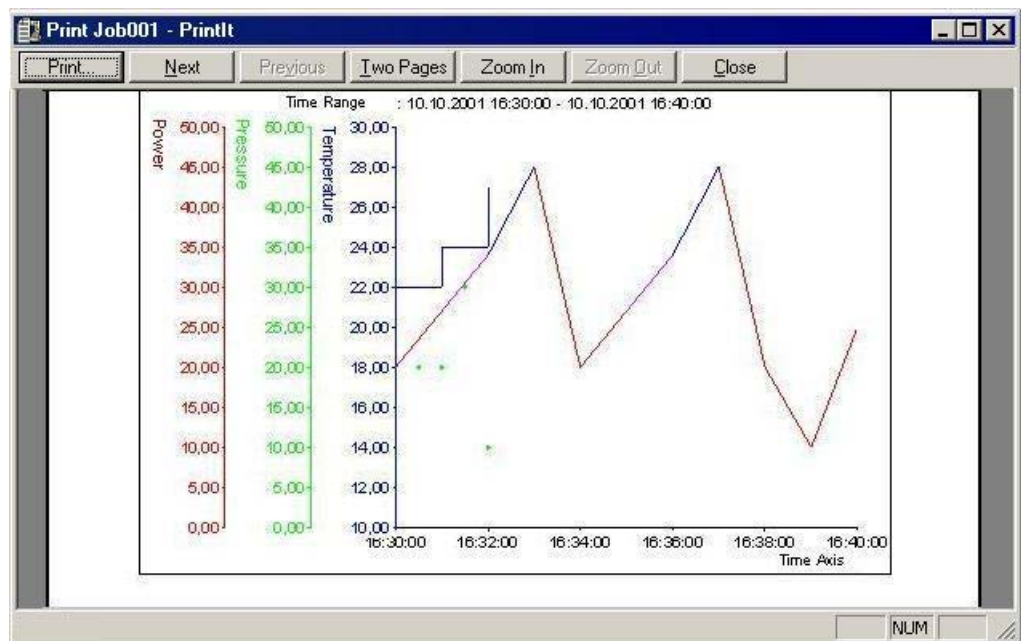 Print Job001 - PrintIt
Print... Next Previous Two Pages Zoom In Zoom Out Close
Time Range : 10.10.2001 16:30:00 - 10.10.2001 16:40:00
Power Pressure Temperature
50,00 50,00 30,00
45,00 45,00 28,00
40,00 40,00 26,00
35,00 35,00 24,00
30,00 30,00 22,00
25,00 25,00 20,00
20,00 20,00 18,00
15,00 15,00 16,00
10,00 10,00 14,00
5,00 5,00 12,00
0,00 0,00 10,00
16:30:00 16:32:00 16:34:00 16:36:00 16:38:00 16:40:00
Time Axis
NUM